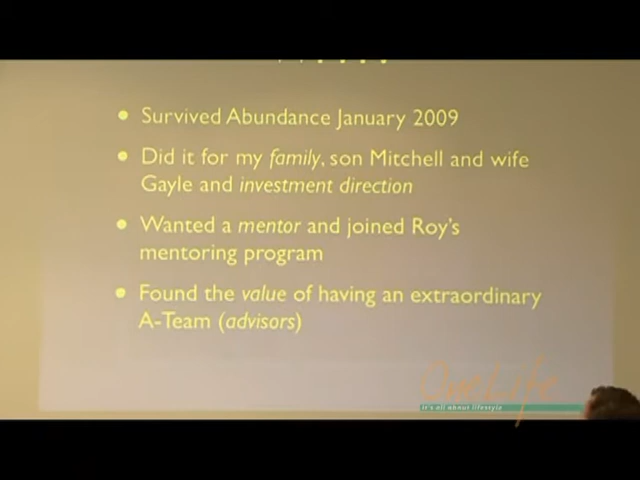 • Survived Abundance January 2009
• Did it for my family, son Mitchell and wife
Gayle and investment direction
• Wanted a mentor and joined Roy's
mentoring program
• Found the value of having an extraordinary
A-Team (advisors)
OneLife
it's all about lifestyle